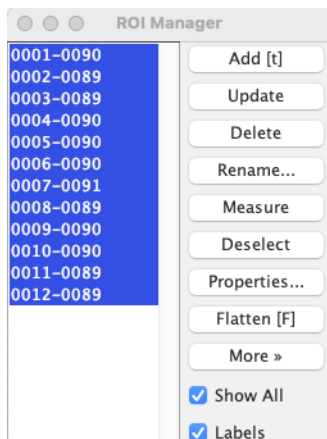 ROI Manager
0001-0090
0002-0089
0003-0089
0004-0090
0005-0090
0006-0090
0007-0091
0008-0089
0009-0090
0010-0090
0011-0089
0012-0089
Add [t]
Update
Delete
Rename...
Measure
Deselect
Properties...
Flatten [F]
More »
Show All
Labels